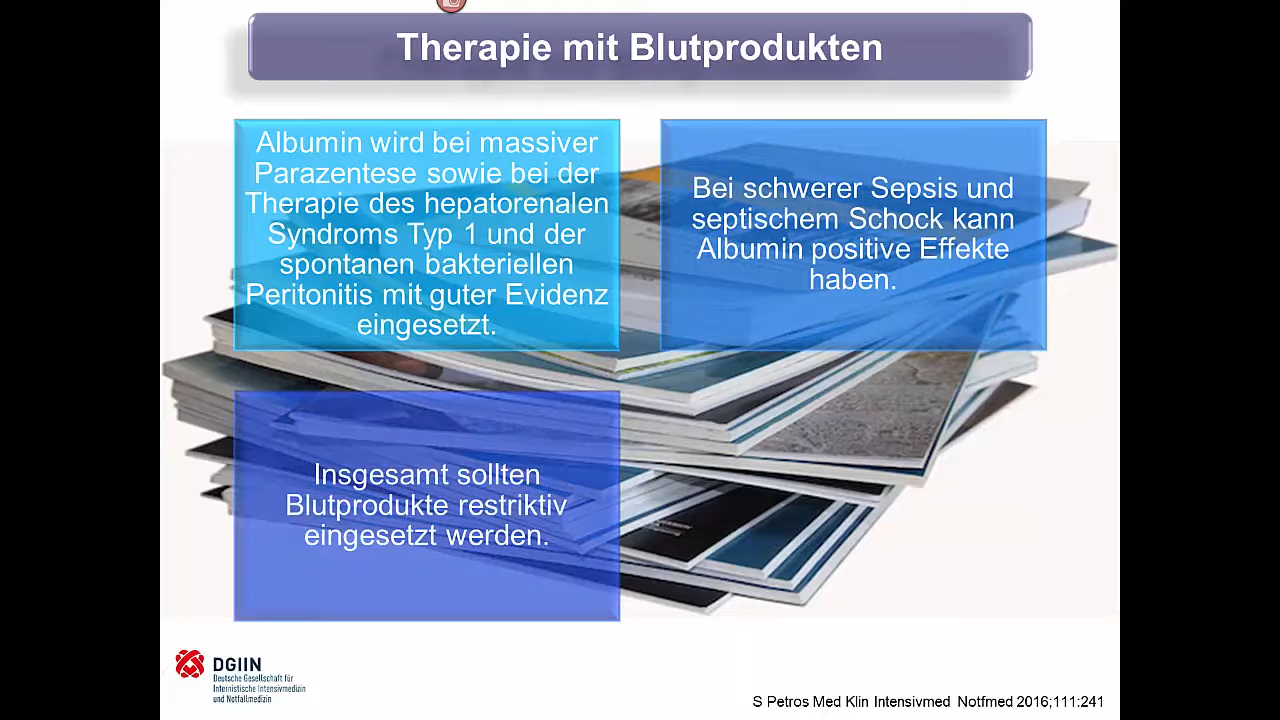 Therapie mit Blutprodukten
Albumin wird bei massiver
Parazentese sowie bei der
Therapie des hepatorenalen
Syndroms Typ 1 und der
spontanen bakteriellen
Peritonitis mit guter Evidenz
eingesetzt.
Bei schwerer Sepsis und
septischem Schock kann
Albumin positive Effekte
haben.
Insgesamt sollten
Blutprodukte restriktiv
eingesetzt werden.
DGIIN
Deutsche Gesellschaft für
Internistische Intensivmedizin
und Notfallmedizin
S Petros Med Klin Intensivmed Notfmed 2016;111:241